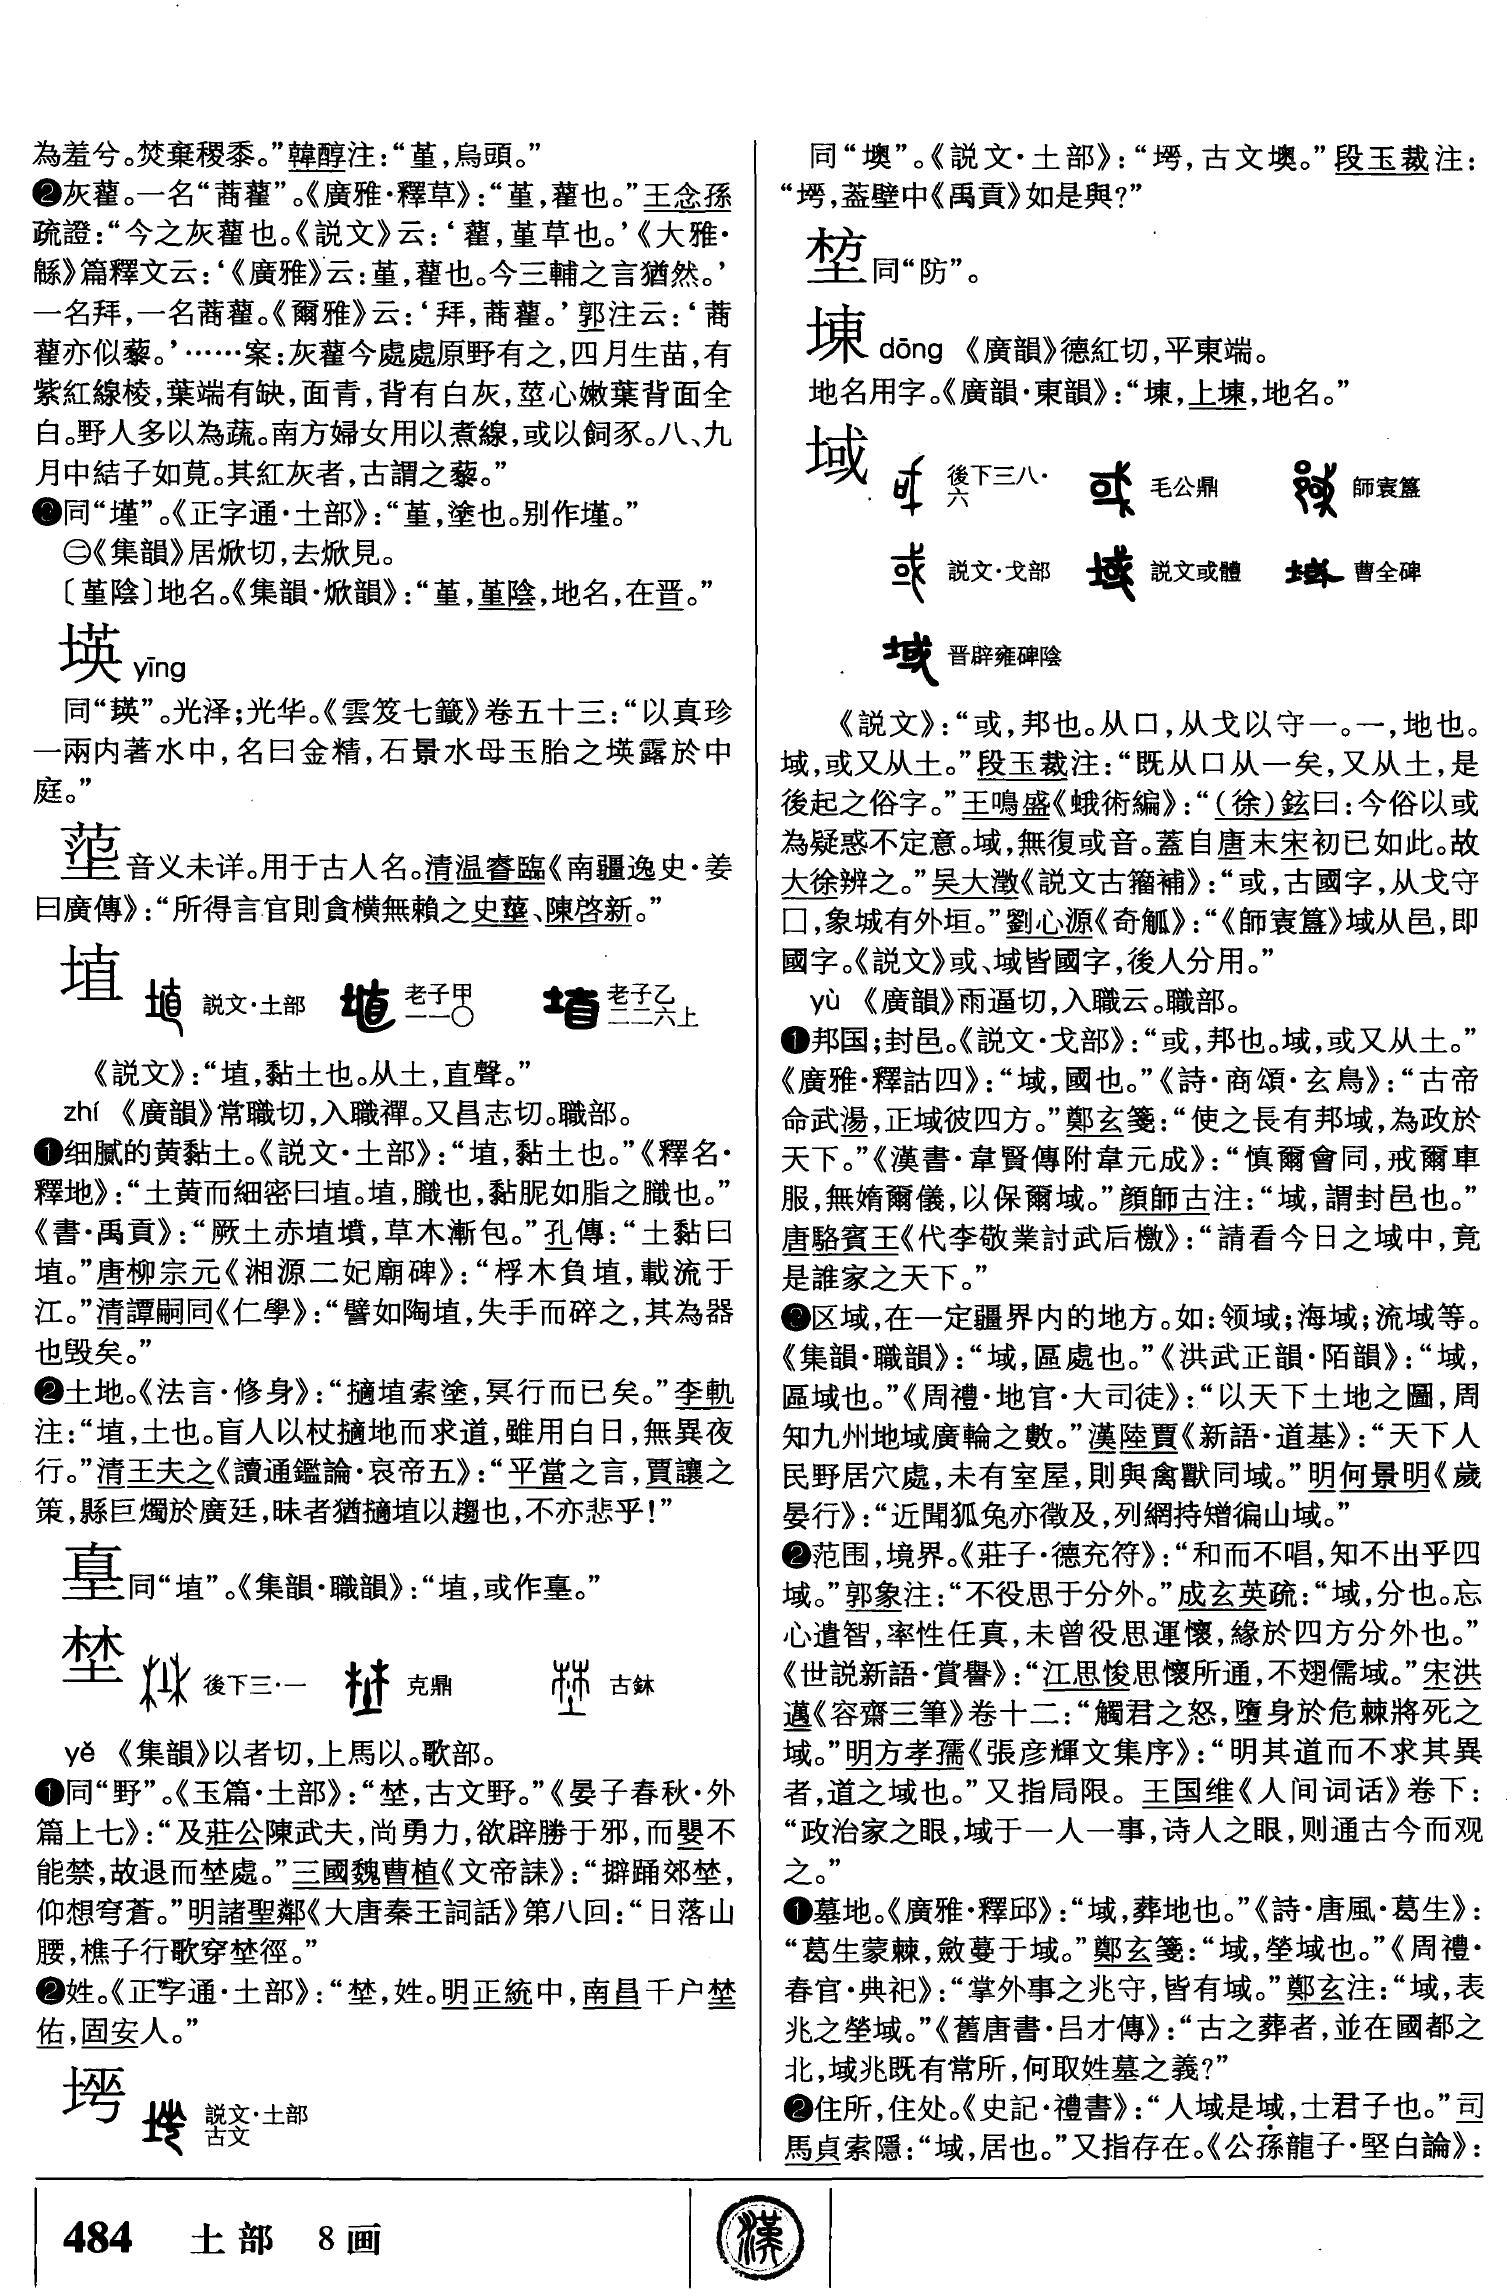 為羞兮。焚棄稷黍。”韓醇注：“堇，烏頭。”
❷灰藋。一名“蔏藋”。《廣雅·釋草》：“堇，藋也。”王念孫
疏證：“今之灰藋也。《説文》云：‘藋，堇草也。’《大雅·
緜》篇釋文云：‘《廣雅》云：堇，藋也。今三輔之言猶然。’
一名拜，一名蔏藋。《爾雅》云：‘拜，蔏藋。’郭注云：‘蔏
藋亦似藜。’……案：灰藋今處處原野有之，四月生苗，有
紫紅線棱，葉端有缺，面青，背有白灰，莖心嫩葉背面全
白。野人多以為蔬。南方婦女用以煮線，或以飼豕。八、九
月中結子如莧。其紅灰者，古謂之藜。”
❸同“墐”。《正字通·土部》：“堇，塗也。别作墐。”
㊁《集韻》居焮切，去焮見。
〔堇陰〕地名。《集韻·焮韻》：“堇，堇陰，地名，在晋。”
塋 yīng
同“瑛”。光泽；光华。《雲笈七籤》卷五十三：“以真珍
一兩内著水中，名曰金精，石景水母玉胎之瑛露於中
庭。”
音义未详。用于古人名。清温睿臨《南疆逸史·姜
曰廣傳》：“所得言官則貪横無賴之史𡎺、陳啓新。”
埴 説文·土部 老子甲一一〇 老子乙二二六上
《説文》：“埴，黏土也。从土，直聲。”
zhí 《廣韻》常職切，入職禪。又昌志切。職部。
❶细腻的黄黏土。《説文·土部》：“埴，黏土也。”《釋名·
釋地》：“土黄而細密曰埴。埴，膱也，黏胒如脂之膱也。”
《書·禹貢》：“厥土赤埴墳，草木漸包。”孔傳：“土黏曰
埴。”唐柳宗元《湘源二妃廟碑》：“桴木負埴，載流于
江。”清譚嗣同《仁學》：“譬如陶埴，失手而碎之，其為器
也毁矣。”
❷土地。《法言·修身》：“擿埴索塗，冥行而已矣。”李軌
注：“埴，土也。盲人以杖擿地而求道，雖用白日，無異夜
行。”清王夫之《讀通鑑論·哀帝五》：“平當之言，賈讓之
策，縣巨燭於廣廷，昧者猶擿埴以趨也，不亦悲乎！”
同“埴”。《集韻·職韻》：“埴，或作𡌴。”
埜 後下三·一 克鼎 古鉥
yě 《集韻》以者切，上馬以。歌部。
❶同“野”。《玉篇·土部》：“埜，古文野。”《晏子春秋·外
篇上七》：“及莊公陳武夫，尚勇力，欲辟勝于邪，而嬰不
能禁，故退而埜處。”三國魏曹植《文帝誄》：“擗踊郊埜，
仰想穹蒼。”明諸聖鄰《大唐秦王詞話》第八回：“日落山
腰，樵子行歌穿埜徑。”
❷姓。《正字通·土部》：“埜，姓。明正統中，南昌千户埜
佑，固安人。”
説文·土部古文
同“墺”。《説文·土部》：“㘬，古文墺。”段玉裁注：
“㘬，蓋壁中《禹貢》如是與？”
同“防”。
埬 dōng 《廣韻》德紅切，平東端。
地名用字。《廣韻·東韻》：“埬，上埬，地名。”
域 後下三八·六 毛公鼎 師㝨簋
説文·戈部 説文或體 曹全碑
晋辟雍碑陰
《説文》：“或，邦也。从口，从戈以守一。一，地也。
域，或又从土。”段玉裁注：“既从口从一矣，又从土，是
後起之俗字。”王鳴盛《蛾術編》：“（徐）鉉曰：今俗以或
為疑惑不定意。域，無復或音。蓋自唐末宋初已如此。故
大徐辨之。”吴大澂《説文古籀補》：“或，古國字，从戈守
囗，象城有外垣。”劉心源《奇觚》：“《師㝨簋》域从邑，即
國字。《説文》或、域皆國字，後人分用。”
yù 《廣韻》雨逼切，入職云。職部。
❶邦国；封邑。《説文·戈部》：“或，邦也。域，或又从土。”
《廣雅·釋詁四》：“域，國也。”《詩·商頌·玄鳥》：“古帝
命武湯，正域彼四方。”鄭玄箋：“使之長有邦域，為政於
天下。”《漢書·韋賢傳附韋元成》：“慎爾會同，戒爾車
服，無媠爾儀，以保爾域。”顔師古注：“域，謂封邑也。”
唐駱賓王《代李敬業討武后檄》：“請看今日之域中，竟
是誰家之天下。”
❷区域，在一定疆界内的地方。如：领域；海域；流域等。
《集韻·職韻》：“域，區處也。”《洪武正韻·陌韻》：“域，
區域也。”《周禮·地官·大司徒》：“以天下土地之圖，周
知九州地域廣輪之數。”漢陸賈《新語·道基》：“天下人
民野居穴處，未有室屋，則與禽獸同域。”明何景明《歲
晏行》：“近聞狐兔亦徵及，列網持矰徧山域。”
❷范围，境界。《莊子·德充符》：“和而不唱，知不出乎四
域。”郭象注：“不役思于分外。”成玄英疏：“域，分也。忘
心遣智，率性任真，未曾役思運懷，緣於四方分外也。”
《世説新語·賞譽》：“江思悛思懷所通，不翅儒域。”宋洪
邁《容齋三筆》卷十二：“觸君之怒，墮身於危棘將死之
域。”明方孝孺《張彦輝文集序》：“明其道而不求其異
者，道之域也。”又指局限。王国维《人间词话》卷下：
“政治家之眼，域于一人一事，诗人之眼，则通古今而观
之。”
❶墓地。《廣雅·釋邱》：“域，葬地也。”《詩·唐風·葛生》：
“葛生蒙棘，蘞蔓于域。”鄭玄箋：“域，塋域也。”《周禮·
春官·典祀》：“掌外事之兆守，皆有域。”鄭玄注：“域，表
兆之塋域。”《舊唐書·吕才傳》：“古之葬者，並在國都之
北，域兆既有常所，何取姓墓之義？”
❷住所，住处。《史記·禮書》：“人域是域，士君子也。”司
馬貞索隱：“域，居也。”又指存在。《公孫龍子·堅白論》：
484 土部 8画
漢